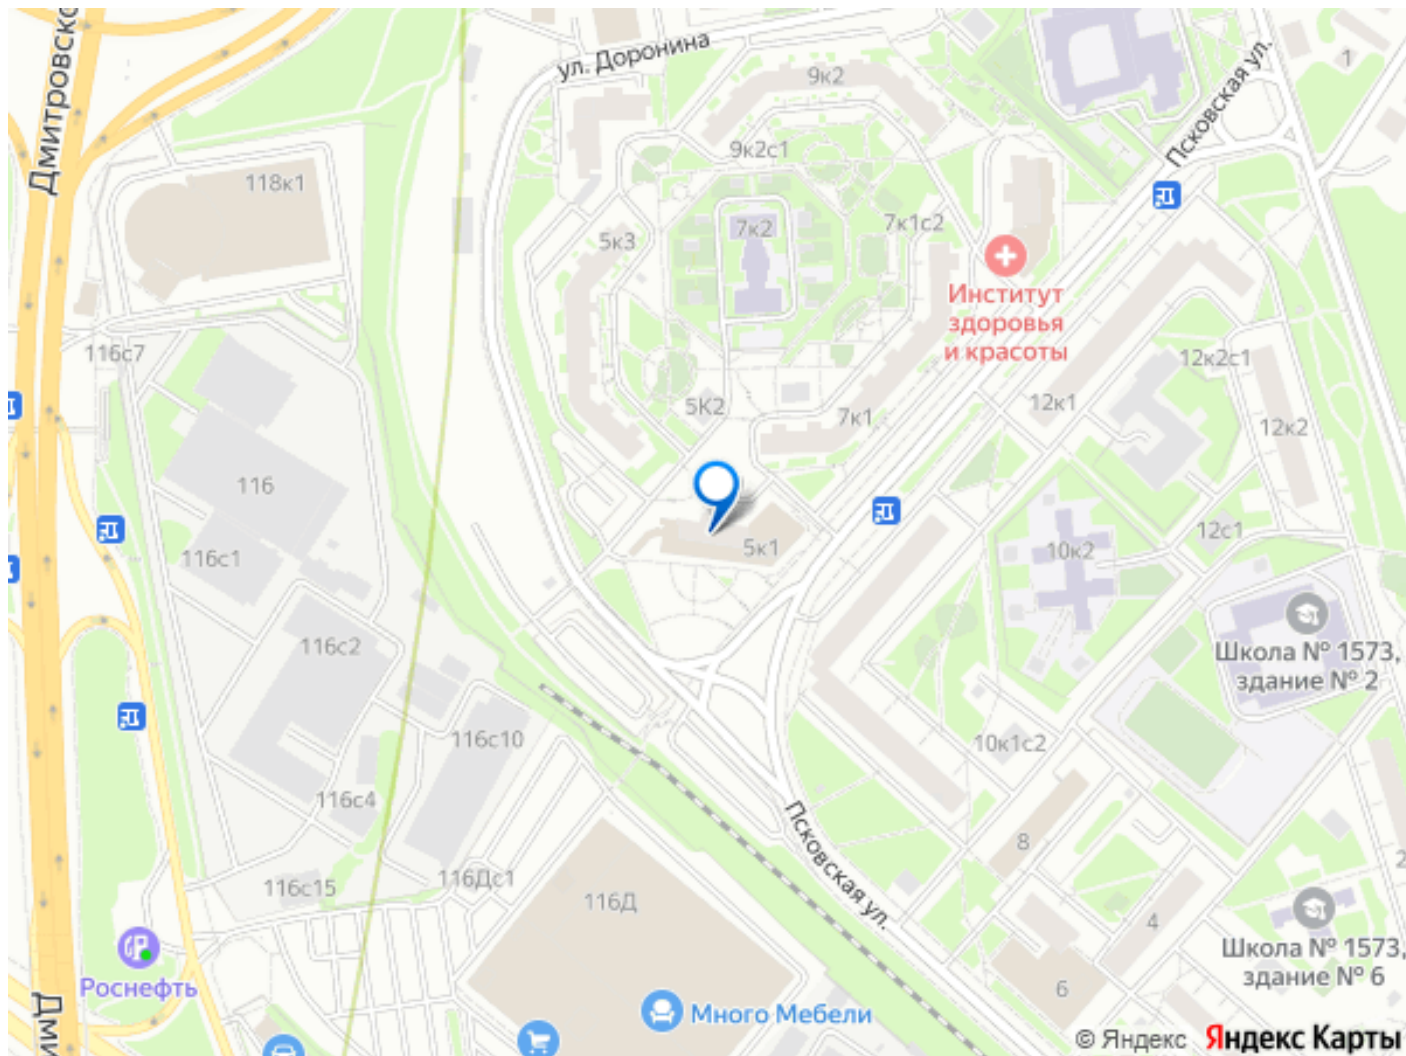 ул. Доронина
9к2
Псковская ул.
1
Дмитровско
118к1
9к2с1
7к2
7к1с2
5к3
Институт
здоровья
и красоты
116с7
12к2с1
5К2
7к1
12к1
12к2
116
5к1
12с1
10к2
116с1
116с2
Школа № 1573,
здание № 2
116с10
10к1с2
116с4
Псковская ул.
8
2
116с15
116Дс1
116Д
4
Роснефть
Школа № 1573,
здание № 6
6
Дми
Много Мебели
© Яндекс Яндекс Карты